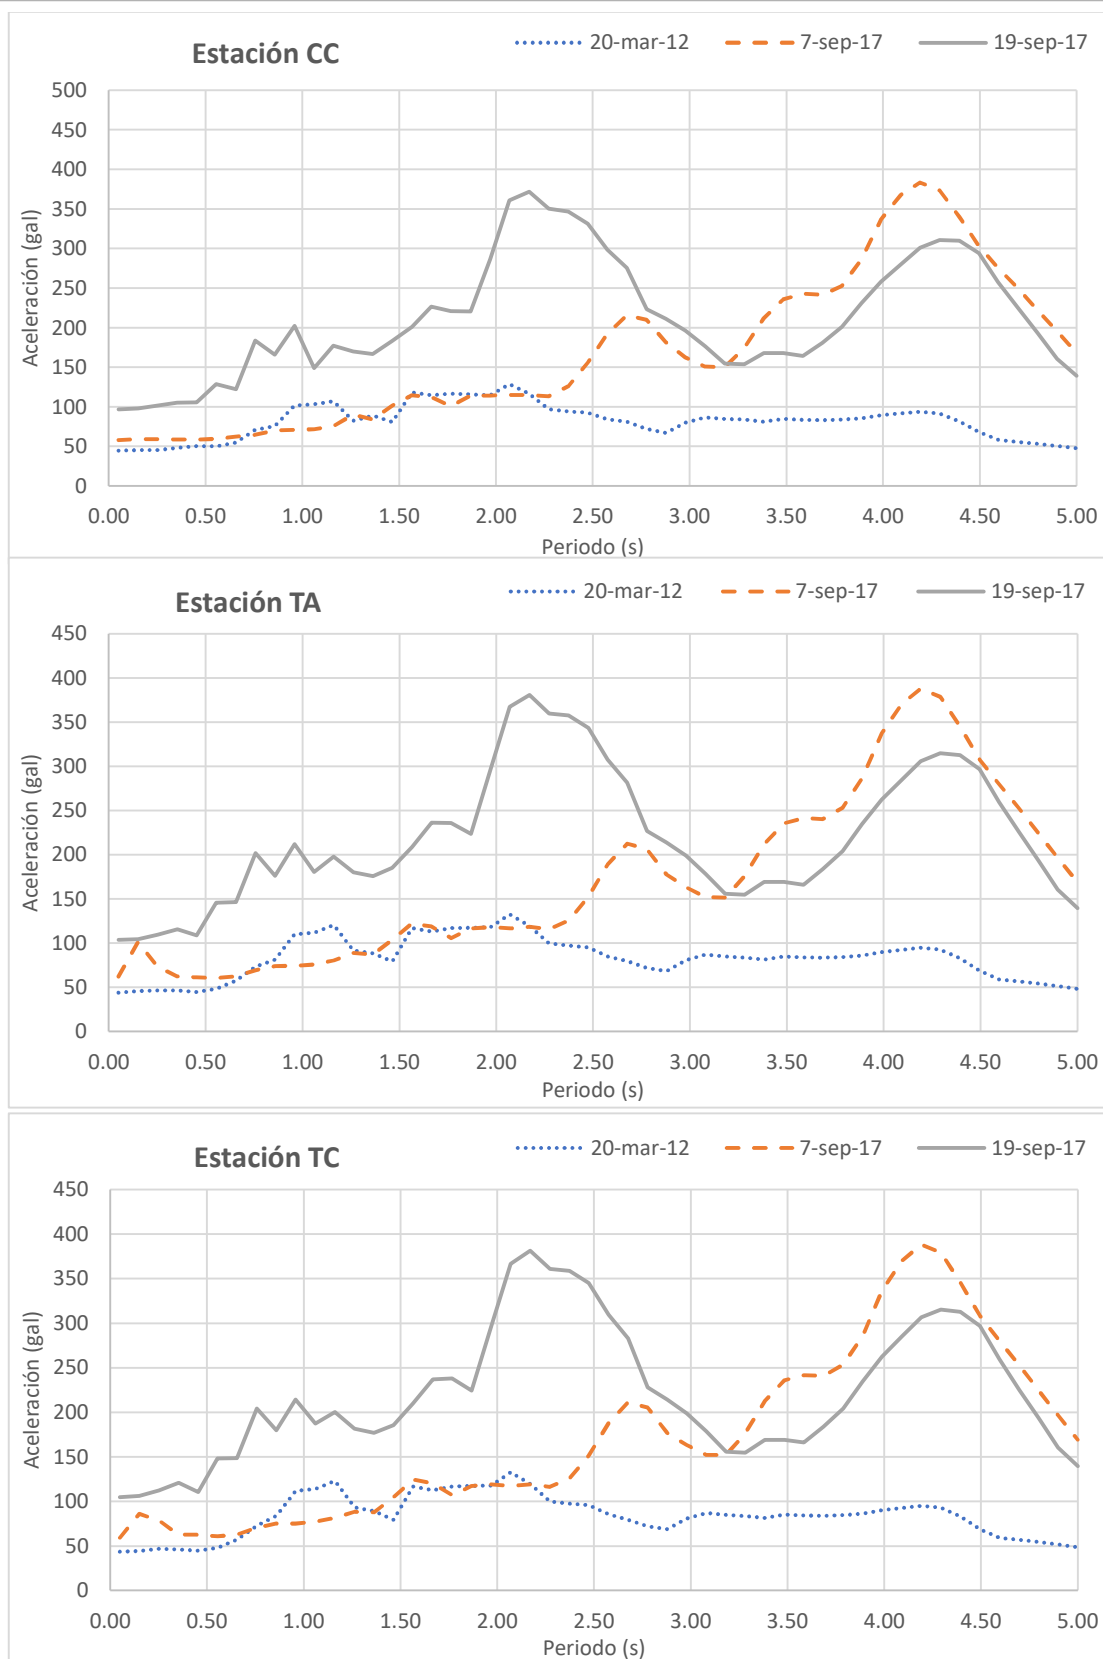 Estación CC
20-mar-12 7-sep-17 19-sep-17
500
450
400
350
300
250
200
150
100
50
0
Aceleración (gal)
0.00 0.50 1.00 1.50 2.00 2.50 3.00 3.50 4.00 4.50 5.00
Periodo (s)
Estación TA
20-mar-12 7-sep-17 19-sep-17
450
400
350
300
250
200
150
100
50
0
Aceleración (gal)
0.00 0.50 1.00 1.50 2.00 2.50 3.00 3.50 4.00 4.50 5.00
Periodo (s)
Estación TC
20-mar-12 7-sep-17 19-sep-17
450
400
350
300
250
200
150
100
50
0
Aceleración (gal)
0.00 0.50 1.00 1.50 2.00 2.50 3.00 3.50 4.00 4.50 5.00
Periodo (s)